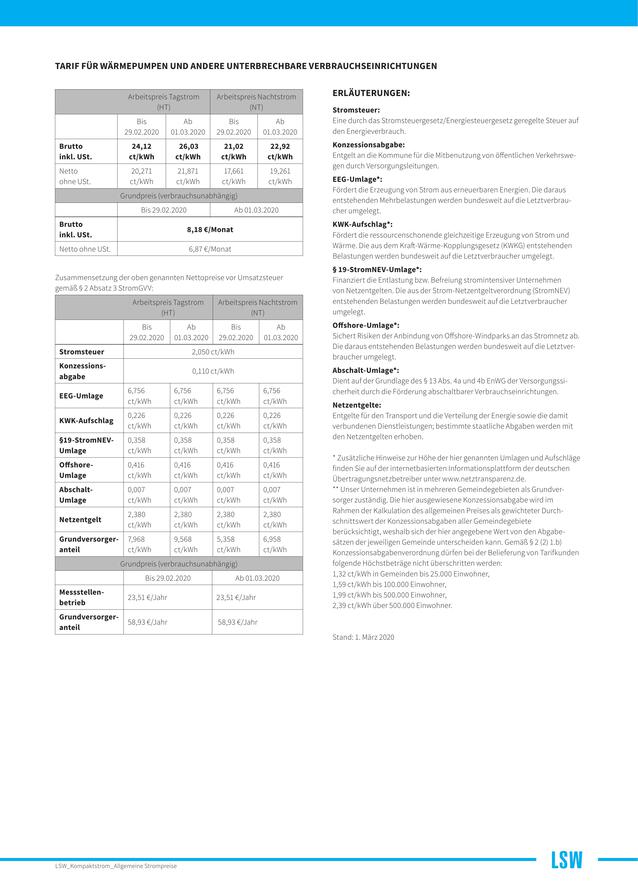 TARIF FÜR WÄRMEPUMPEN UND ANDERE UNTERBRECHBARE VERBRAUCHSEINRICHTUNGEN
Arbeitspreis Tagstrom (HT) Arbeitspreis Nachtstrom (NT)
Bis 29.02.2020 Ab 01.03.2020 Bis 29.02.2020 Ab 01.03.2020
Brutto inkl. USt. 24,12 ct/kWh 26,03 ct/kWh 21,02 ct/kWh 22,92 ct/kWh
Netto ohne USt. 20,271 ct/kWh 21,871 ct/kWh 17,661 ct/kWh 19,261 ct/kWh
Grundpreis (verbrauchsunabhängig)
Bis 29.02.2020 Ab 01.03.2020
Brutto inkl. USt. 8,18 €/Monat
Netto ohne USt. 6,87 €/Monat
Zusammensetzung der oben genannten Nettopreise vor Umsatzsteuer
gemäß § 2 Absatz 3 StromGVV:
Arbeitspreis Tagstrom (HT) Arbeitspreis Nachtstrom (NT)
Bis 29.02.2020 Ab 01.03.2020 Bis 29.02.2020 Ab 01.03.2020
Stromsteuer 2,050 ct/kWh
Konzessions-abgabe 0,110 ct/kWh
EEG-Umlage 6,756 ct/kWh 6,756 ct/kWh 6,756 ct/kWh 6,756 ct/kWh
KWK-Aufschlag 0,226 ct/kWh 0,226 ct/kWh 0,226 ct/kWh 0,226 ct/kWh
§19-StromNEV-Umlage 0,358 ct/kWh 0,358 ct/kWh 0,358 ct/kWh 0,358 ct/kWh
Offshore-Umlage 0,416 ct/kWh 0,416 ct/kWh 0,416 ct/kWh 0,416 ct/kWh
Abschalt-Umlage 0,007 ct/kWh 0,007 ct/kWh 0,007 ct/kWh 0,007 ct/kWh
Netzentgelt 2,380 ct/kWh 2,380 ct/kWh 2,380 ct/kWh 2,380 ct/kWh
Grundversorger-anteil 7,968 ct/kWh 9,568 ct/kWh 5,358 ct/kWh 6,958 ct/kWh
Grundpreis (verbrauchsunabhängig)
Bis 29.02.2020 Ab 01.03.2020
Messstellen-betrieb 23,51 €/Jahr 23,51 €/Jahr
Grundversorger-anteil 58,93 €/Jahr 58,93 €/Jahr
ERLÄUTERUNGEN:
Stromsteuer:
Eine durch das Stromsteuergesetz/Energiesteuergesetz geregelte Steuer auf
den Energieverbrauch.
Konzessionsabgabe:
Entgelt an die Kommune für die Mitbenutzung von öffentlichen Verkehrswe-
gen durch Versorgungsleitungen.
EEG-Umlage*:
Fördert die Erzeugung von Strom aus erneuerbaren Energien. Die daraus
entstehenden Mehrbelastungen werden bundesweit auf die Letztverbrau-
cher umgelegt.
KWK-Aufschlag*:
Fördert die ressourcenschonende gleichzeitige Erzeugung von Strom und
Wärme. Die aus dem Kraft-Wärme-Kopplungsgesetz (KWKG) entstehenden
Belastungen werden bundesweit auf die Letztverbraucher umgelegt.
§ 19-StromNEV-Umlage*:
Finanziert die Entlastung bzw. Befreiung stromintensiver Unternehmen
von Netzentgelten. Die aus der Strom-Netzentgeltverordnung (StromNEV)
entstehenden Belastungen werden bundesweit auf die Letztverbraucher
umgelegt.
Offshore-Umlage*:
Sichert Risiken der Anbindung von Offshore-Windparks an das Stromnetz ab.
Die daraus entstehenden Belastungen werden bundesweit auf die Letztver-
braucher umgelegt.
Abschalt-Umlage*:
Dient auf der Grundlage des § 13 Abs. 4a und 4b EnWG der Versorgungssi-
cherheit durch die Förderung abschaltbarer Verbrauchseinrichtungen.
Netzentgelte:
Entgelte für den Transport und die Verteilung der Energie sowie die damit
verbundenen Dienstleistungen; bestimmte staatliche Abgaben werden mit
den Netzentgelten erhoben.
* Zusätzliche Hinweise zur Höhe der hier genannten Umlagen und Aufschläge
finden Sie auf der internetbasierten Informationsplattform der deutschen
Übertragungsnetzbetreiber unter www.netztransparenz.de.
** Unser Unternehmen ist in mehreren Gemeindegebieten als Grundver-
sorger zuständig. Die hier ausgewiesene Konzessionsabgabe wird im
Rahmen der Kalkulation des allgemeinen Preises als gewichteter Durch-
schnittswert der Konzessionsabgaben aller Gemeindegebiete
berücksichtigt, weshalb sich der hier angegebene Wert von den Abgabe-
sätzen der jeweiligen Gemeinde unterscheiden kann. Gemäß § 2 (2) 1.b)
Konzessionsabgabenverordnung dürfen bei der Belieferung von Tarifkunden
folgende Höchstbeträge nicht überschritten werden:
1,32 ct/kWh in Gemeinden bis 25.000 Einwohner,
1,59 ct/kWh bis 100.000 Einwohner,
1,99 ct/kWh bis 500.000 Einwohner,
2,39 ct/kWh über 500.000 Einwohner.
Stand: 1. März 2020
LSW_Kompaktstrom_Allgemeine Strompreise
LSW